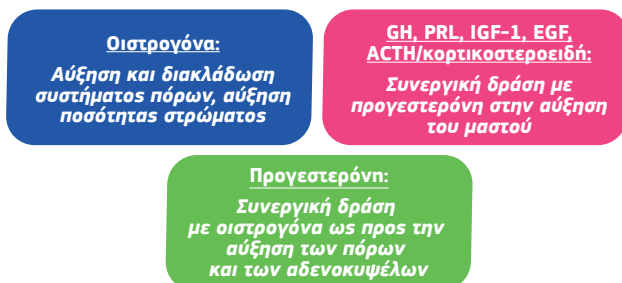 Οιστρογόνα:
Αύξηση και διακλάδωση
συστήματος πόρων, αύξηση
ποσότητας στρώματος
GH, PRL, IGF-1, EGF,
ACTH/κορτικοστεροειδή:
Συνεργική δράση με
προγεστερόνη στην αύξηση
του μαστού
Προγεστερόνη:
Συνεργική δράση
με οιστρογόνα ως προς την
αύξηση των πόρων
και των αδενοκυψέλων